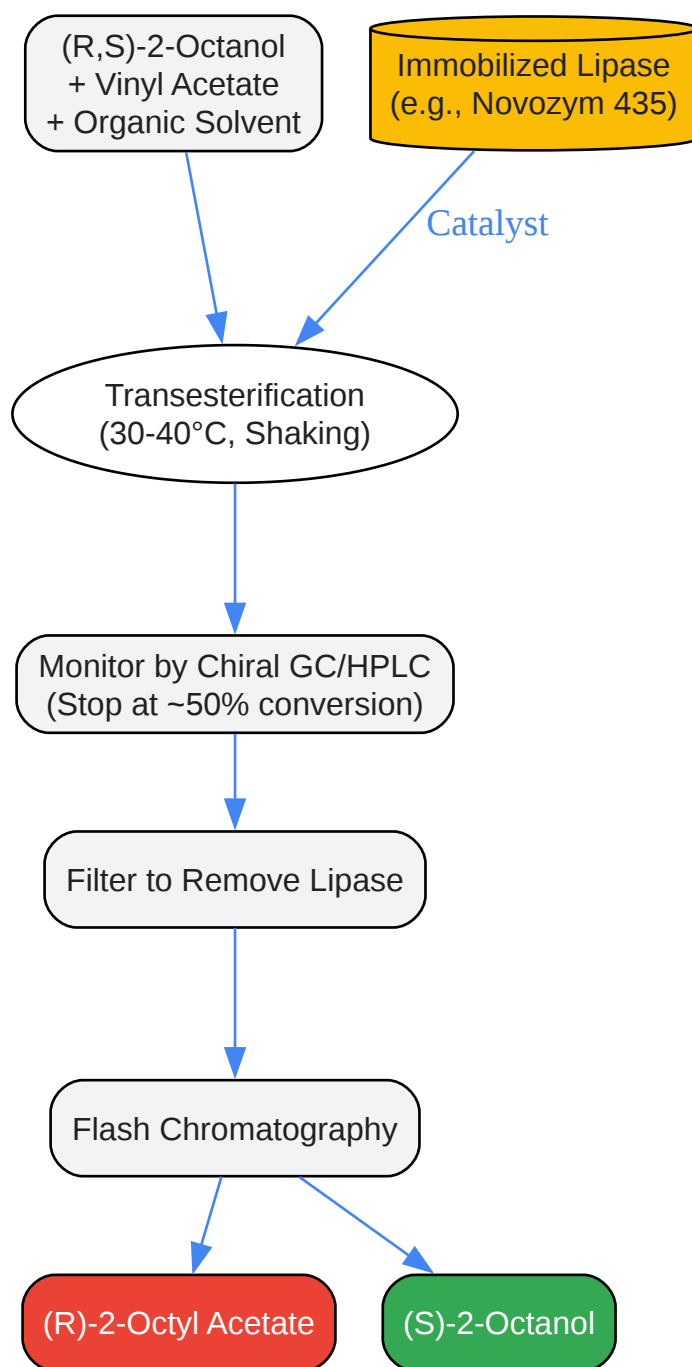 (R,S)-2-Octanol
+ Vinyl Acetate
+ Organic Solvent
Immobilized Lipase
(e.g., Novozym 435)
Catalyst
Transesterification
(30-40°C, Shaking)
Monitor by Chiral GC/HPLC
(Stop at ~50% conversion)
Filter to Remove Lipase
Flash Chromatography
(R)-2-Octyl Acetate
(S)-2-Octanol